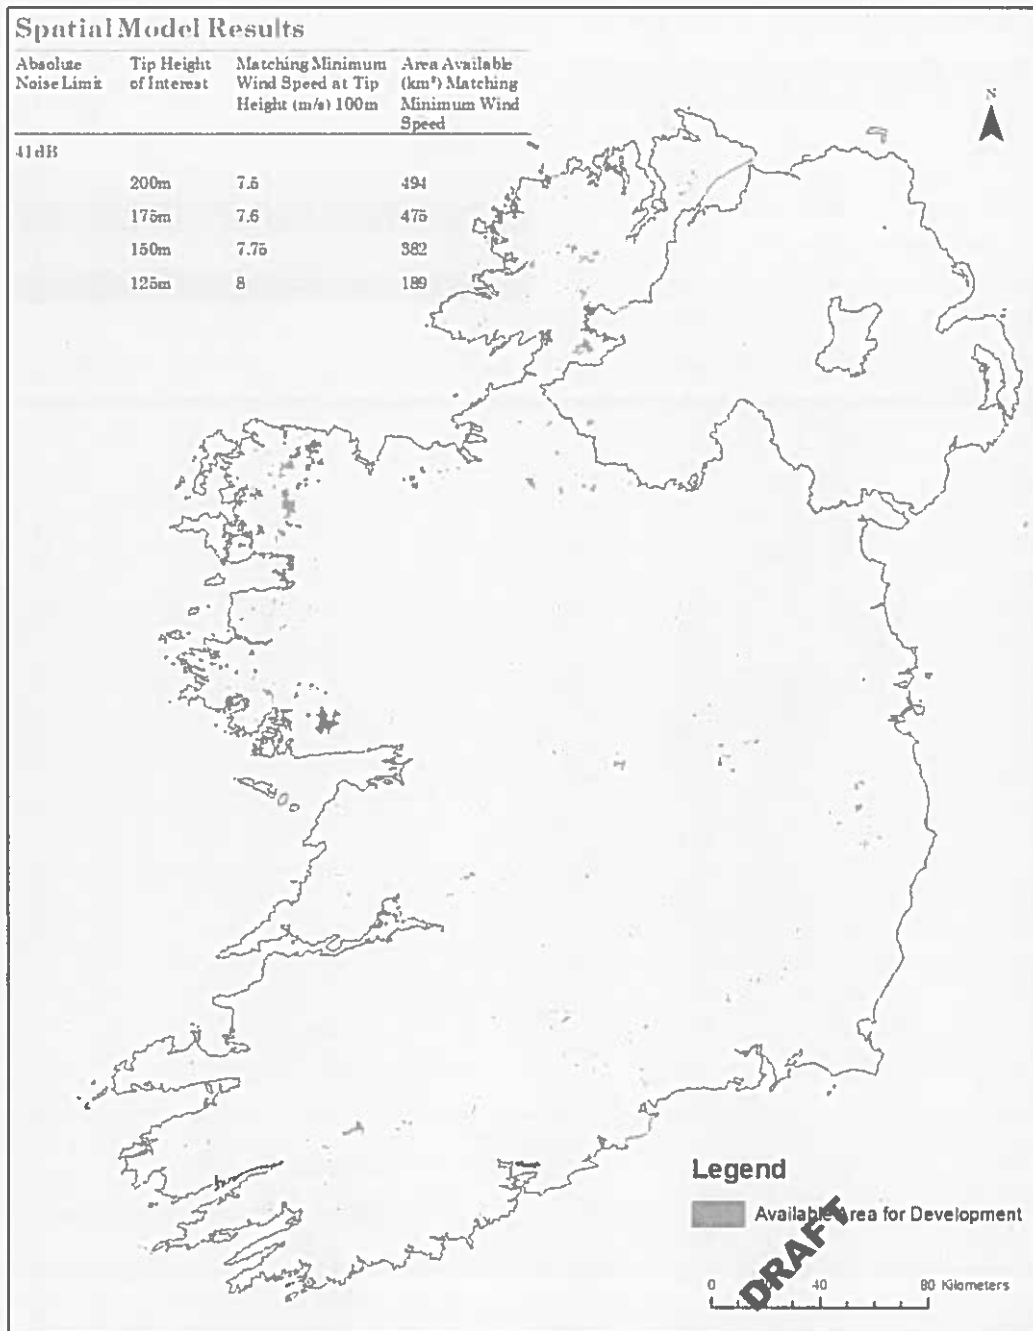 Spatial Model Results
Absolute Noise Limit Tip Height of Interest Matching Minimum Wind Speed at Tip Height (m/s) 100m Area Available (km²) Matching Minimum Wind Speed
41dB
200m 7.5 494
175m 7.6 475
150m 7.75 382
125m 8 189
N
Legend
Available Area for Development
DRAFT
0 20 40 80 Kilometers